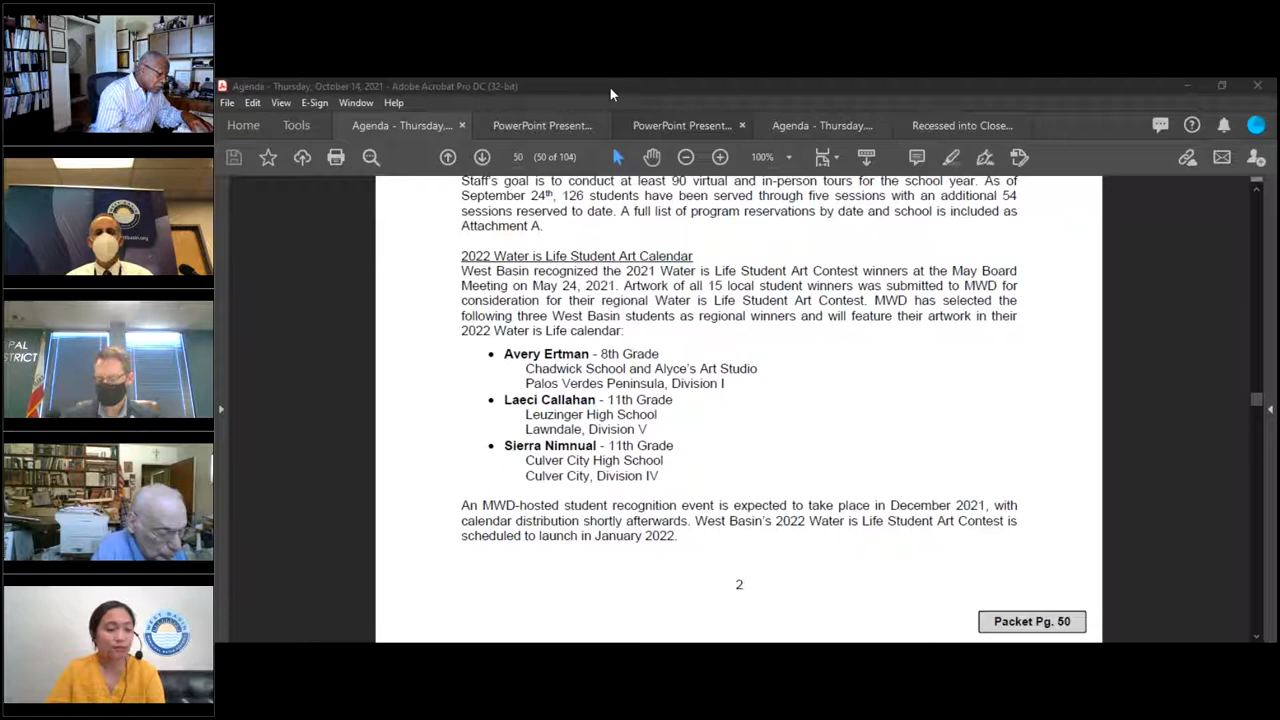 Agenda - Thursday, October 14, 2021 - Adobe Acrobat Pro DC (32-bit)
File Edit View E-Sign Window Help
Home Tools Agenda - Thursday,... PowerPoint Present... PowerPoint Present... Agenda - Thursday.... Recessed into Close...
50 (50 of 104) 100%
Staff's goal is to conduct at least 90 virtual and in-person tours for the school year. As of
September 24th, 126 students have been served through five sessions with an additional 54
sessions reserved to date. A full list of program reservations by date and school is included as
Attachment A.
2022 Water is Life Student Art Calendar
West Basin recognized the 2021 Water is Life Student Art Contest winners at the May Board
Meeting on May 24, 2021. Artwork of all 15 local student winners was submitted to MWD for
consideration for their regional Water is Life Student Art Contest. MWD has selected the
following three West Basin students as regional winners and will feature their artwork in their
2022 Water is Life calendar:
• Avery Ertman - 8th Grade
Chadwick School and Alyce's Art Studio
Palos Verdes Peninsula, Division I
• Laeci Callahan - 11th Grade
Leuzinger High School
Lawndale, Division V
• Sierra Nimnual - 11th Grade
Culver City High School
Culver City, Division IV
An MWD-hosted student recognition event is expected to take place in December 2021, with
calendar distribution shortly afterwards. West Basin's 2022 Water is Life Student Art Contest is
scheduled to launch in January 2022.
2
Packet Pg. 50
PAL
STRICT
WEST BASIN